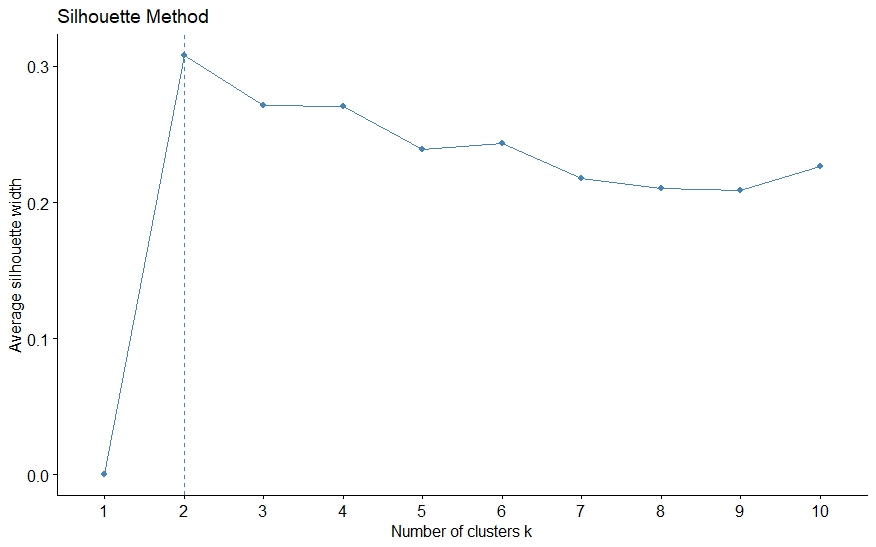 Silhouette Method
Average silhouette width
0.3
0.2
0.1
0.0
1 2 3 4 5 6 7 8 9 10
Number of clusters k